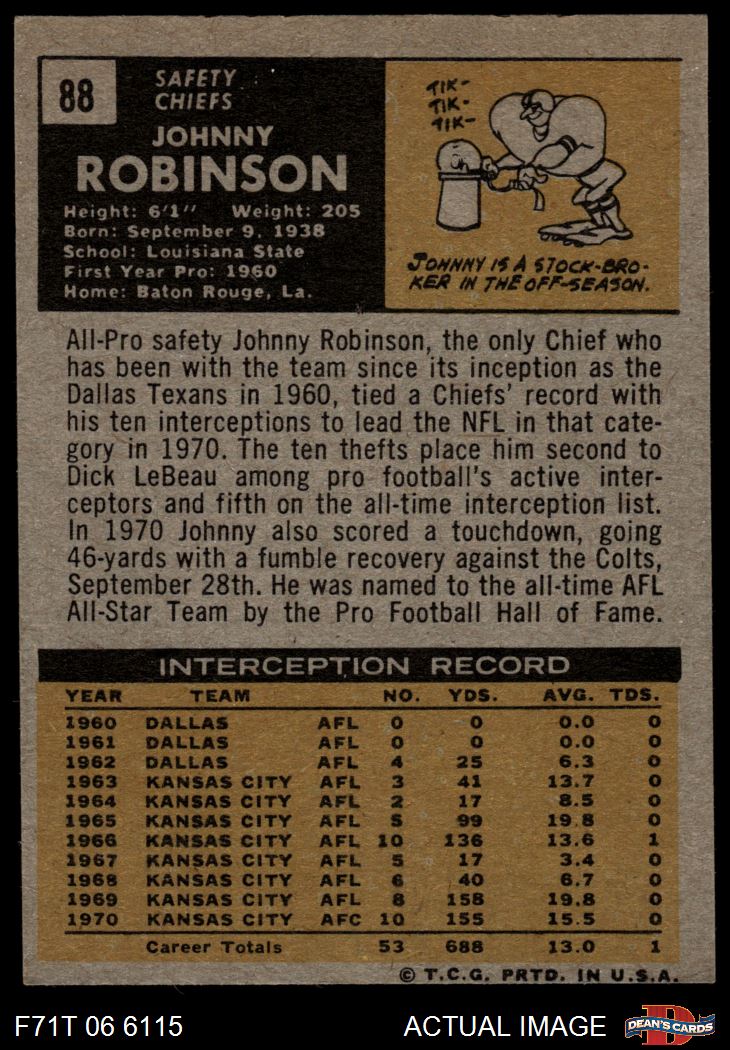 88
SAFETY
CHIEFS
JOHNNY
ROBINSON
Height: 6'1" Weight: 205
Born: September 9, 1938
School: Louisiana State
First Year Pro: 1960
Home: Baton Rouge, La.
TIK-
TIK-
TIK-
JOHNNY IS A STOCK-BRO-
KER IN THE OFF-SEASON.
All-Pro safety Johnny Robinson, the only Chief who
has been with the team since its inception as the
Dallas Texans in 1960, tied a Chiefs' record with
his ten interceptions to lead the NFL in that cate-
gory in 1970. The ten thefts place him second to
Dick LeBeau among pro football's active inter-
ceptors and fifth on the all-time interception list.
In 1970 Johnny also scored a touchdown, going
46-yards with a fumble recovery against the Colts,
September 28th. He was named to the all-time AFL
All-Star Team by the Pro Football Hall of Fame.
INTERCEPTION RECORD
YEAR TEAM NO. YDS. AVG. TDS.
1960 DALLAS AFL 0 0 0.0 0
1961 DALLAS AFL 0 0 0.0 0
1962 DALLAS AFL 4 25 6.3 0
1963 KANSAS CITY AFL 3 41 13.7 0
1964 KANSAS CITY AFL 2 17 8.5 0
1965 KANSAS CITY AFL 5 99 19.8 0
1966 KANSAS CITY AFL 10 136 13.6 1
1967 KANSAS CITY AFL 5 17 3.4 0
1968 KANSAS CITY AFL 6 40 6.7 0
1969 KANSAS CITY AFL 8 158 19.8 0
1970 KANSAS CITY AFC 10 155 15.5 0
Career Totals 53 688 13.0 1
© T.C.G. PRTD. IN U.S.A.
F71T 06 6115 ACTUAL IMAGE D DEAN'S CARDS